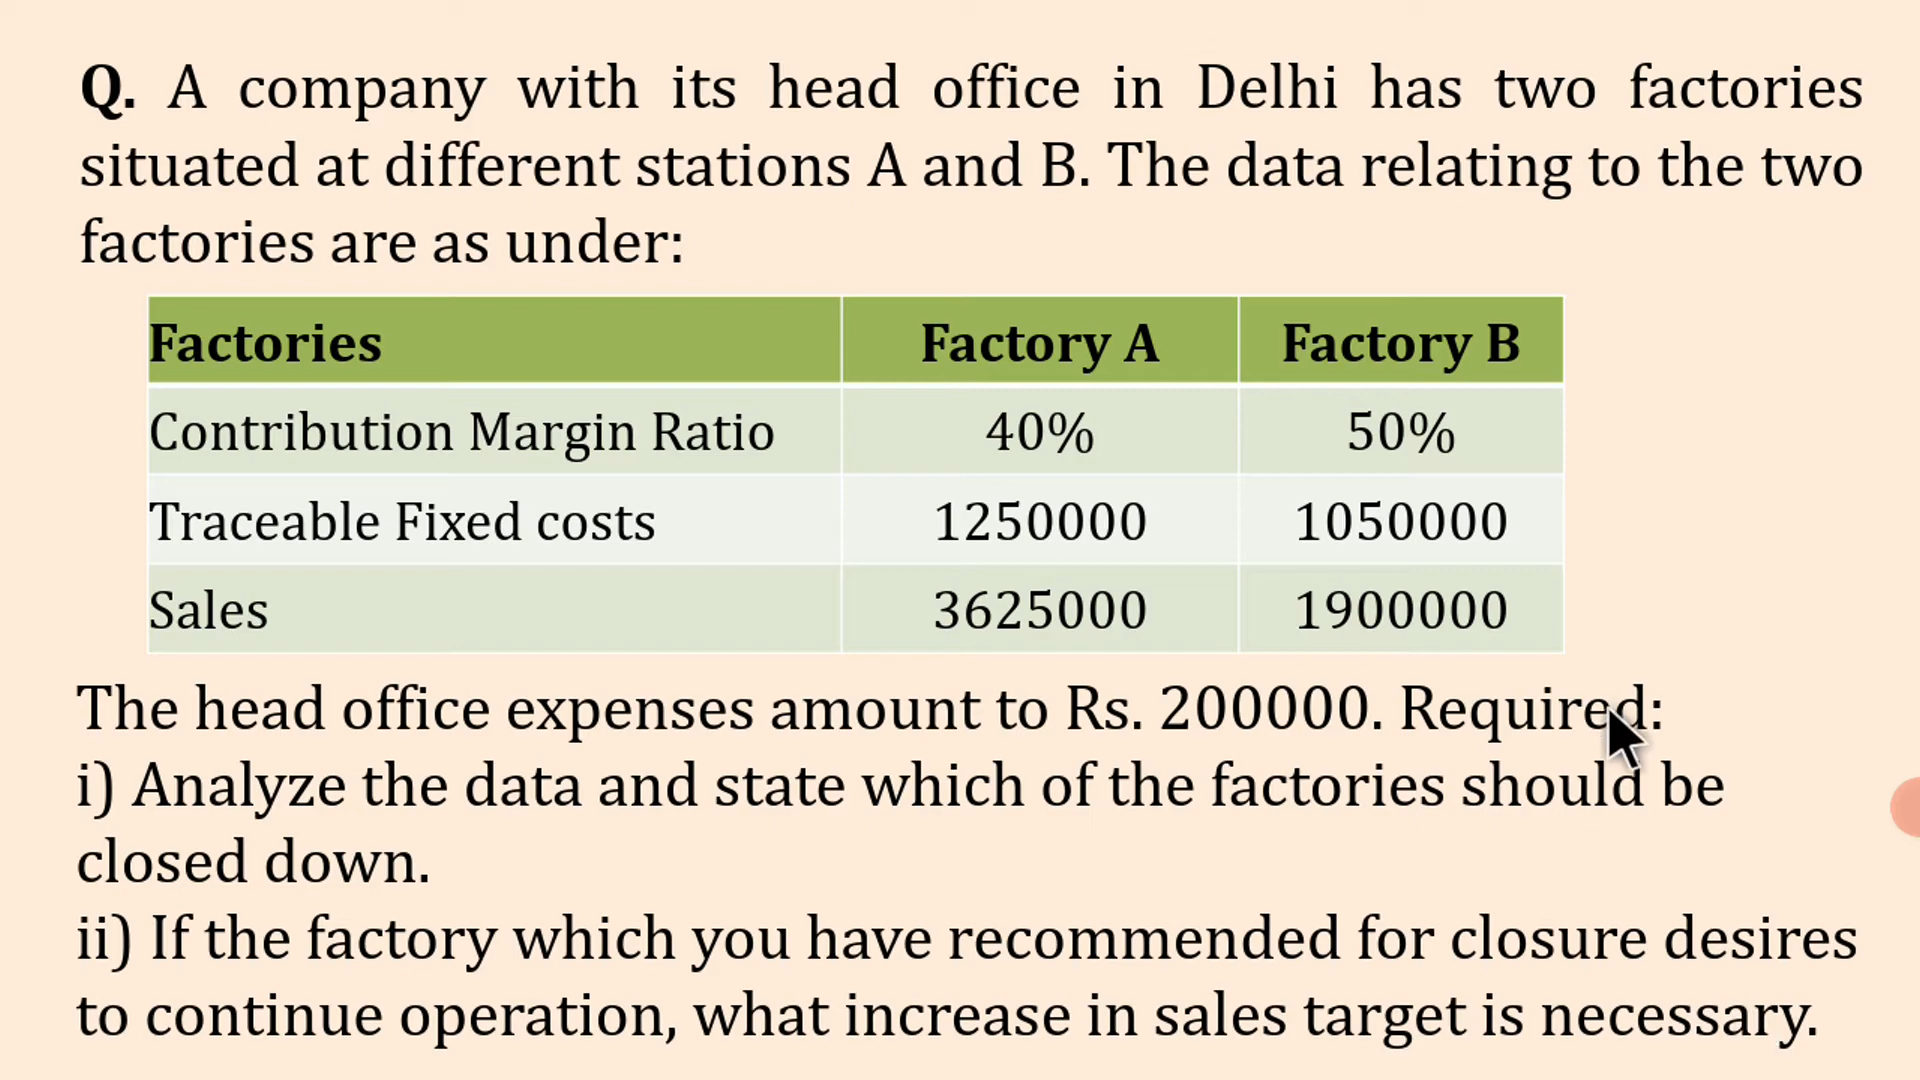 Q. A company with its head office in Delhi has two factories
situated at different stations A and B. The data relating to the two
factories are as under:
Factories Factory A Factory B
Contribution Margin Ratio 40% 50%
Traceable Fixed costs 1250000 1050000
Sales 3625000 1900000
The head office expenses amount to Rs. 200000. Required:
i) Analyze the data and state which of the factories should be
closed down.
ii) If the factory which you have recommended for closure desires
to continue operation, what increase in sales target is necessary.